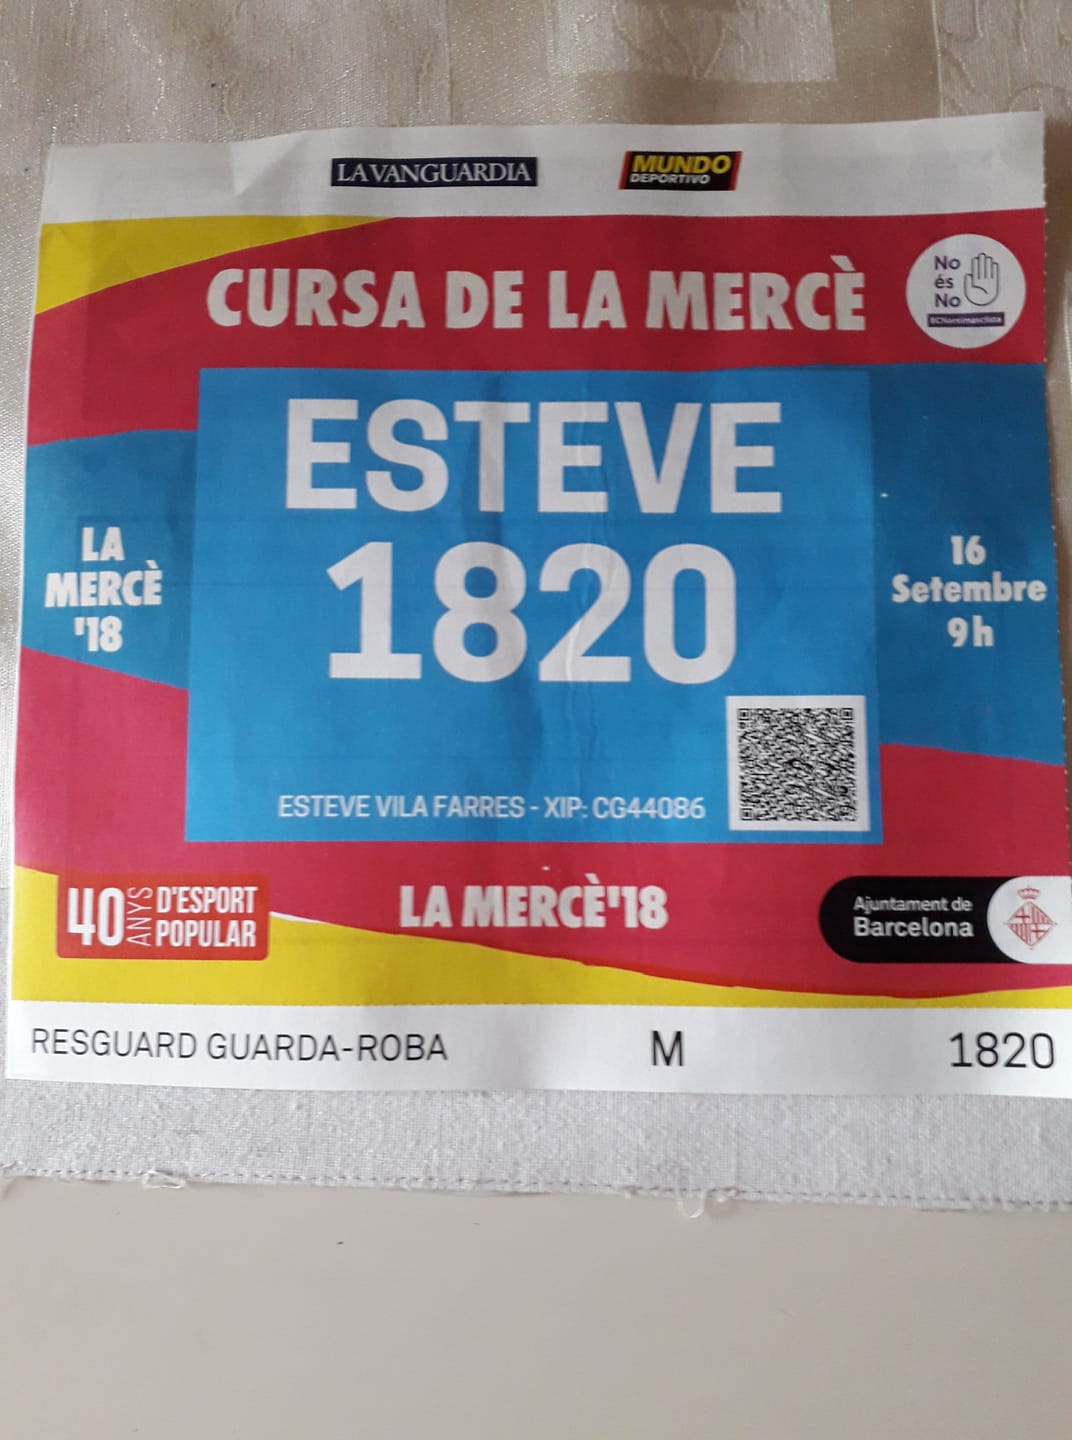 LA VANGUARDIA
MUNDO
DEPORTIVO
CURSA DE LA MERCÈ
No
és
No
BCNantimasclista
ESTEVE
1820
LA
MERCÈ
'18
16
Setembre
9h
ESTEVE VILA FARRES - XIP: CG44086
40
ANYS
D'ESPORT
POPULAR
LA MERCÈ'18
Ajuntament de
Barcelona
RESGUARD GUARDA-ROBA M 1820